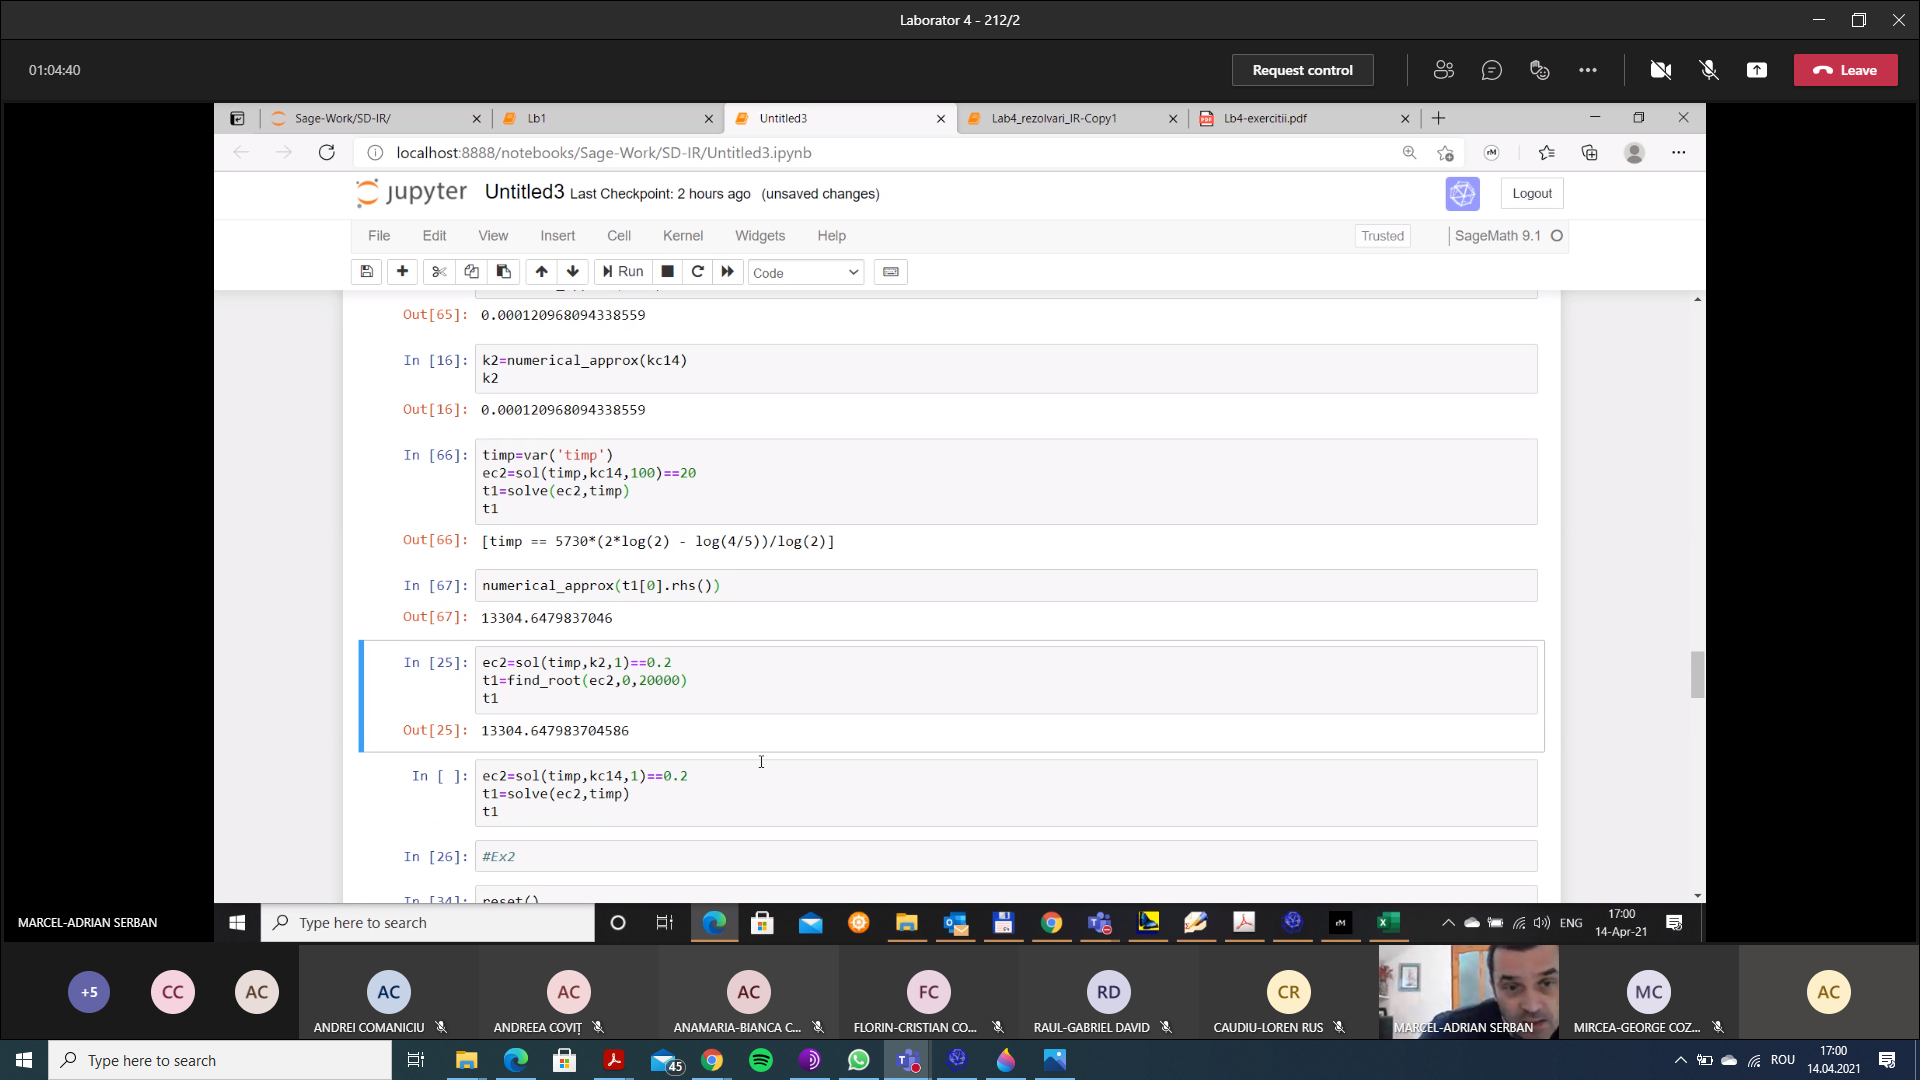 Laborator 4 - 212/2
01:04:40
Request control
Leave
Sage-Work/SD-IR/
Lb1
Untitled3
Lab4_rezolvari_IR-Copy1
Lb4-exercitii.pdf
localhost:8888/notebooks/Sage-Work/SD-IR/Untitled3.ipynb
rM
jupyter Untitled3 Last Checkpoint: 2 hours ago (unsaved changes)
Logout
File Edit View Insert Cell Kernel Widgets Help
Trusted
SageMath 9.1
Run
Code
Out[65]: 0.000120968094338559
In [16]: k2=numerical_approx(kc14)
k2
Out[16]: 0.000120968094338559
In [66]: timp=var('timp')
ec2=sol(timp,kc14,100)==20
t1=solve(ec2,timp)
t1
Out[66]: [timp == 5730*(2*log(2) - log(4/5))/log(2)]
In [67]: numerical_approx(t1[0].rhs())
Out[67]: 13304.6479837046
In [25]: ec2=sol(timp,k2,1)==0.2
t1=find_root(ec2,0,20000)
t1
Out[25]: 13304.647983704586
In [ ]: ec2=sol(timp,kc14,1)==0.2
t1=solve(ec2,timp)
t1
In [26]: #Ex2
In [34]: reset()
MARCEL-ADRIAN SERBAN
Type here to search
rM
ENG
17:00
14-Apr-21
+5
CC
AC
AC
ANDREI COMANICIU
AC
ANDREEA COVIȚ
AC
ANAMARIA-BIANCA C...
FC
FLORIN-CRISTIAN CO...
RD
RAUL-GABRIEL DAVID
CR
CAUDIU-LOREN RUS
MARCEL-ADRIAN SERBAN
MC
MIRCEA-GEORGE COZ...
AC
Type here to search
45
ROU
17:00
14.04.2021